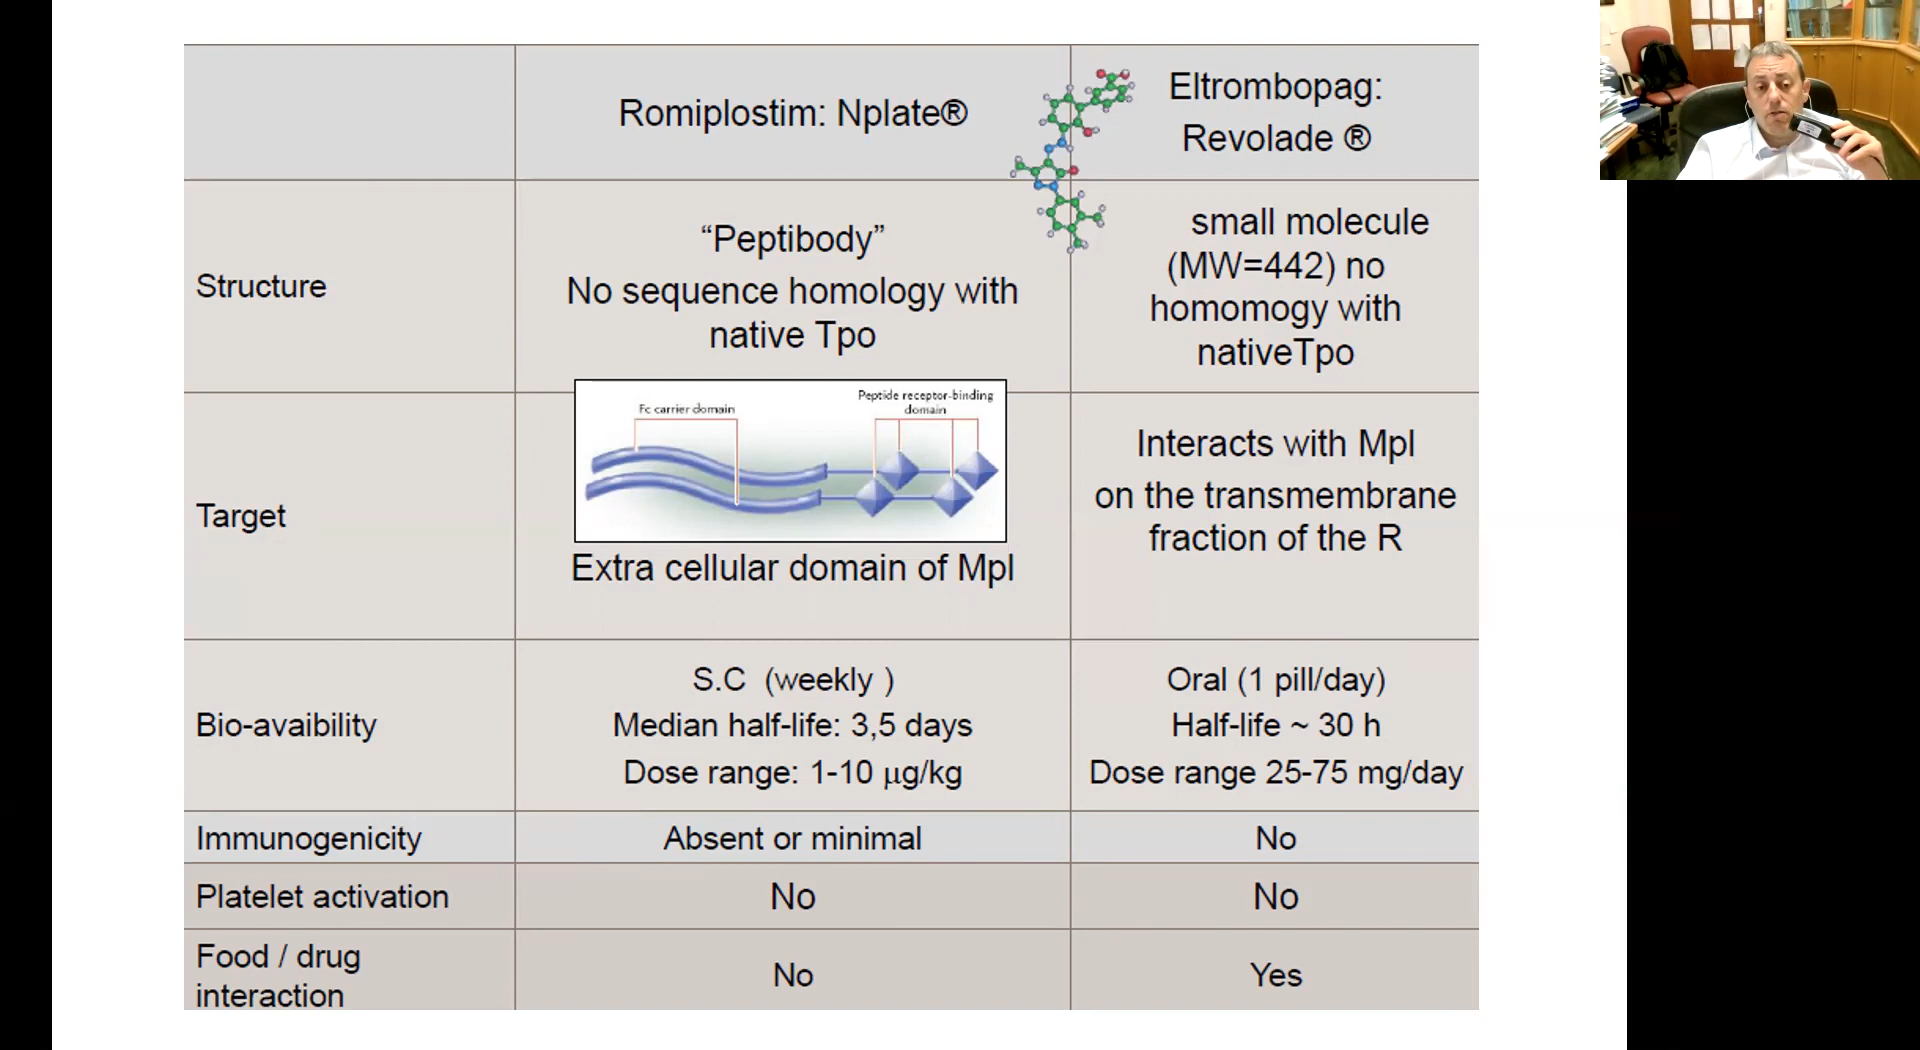 Romiplostim: Nplate®
Eltrombopag:
Revolade ®
Structure
“Peptibody”
No sequence homology with
native Tpo
small molecule
(MW=442) no
homomogy with
nativeTpo
Target
Fc carrier domain
Peptide receptor-binding
domain
Extra cellular domain of Mpl
Interacts with Mpl
on the transmembrane
fraction of the R
Bio-avaibility
S.C (weekly )
Median half-life: 3,5 days
Dose range: 1-10 μg/kg
Oral (1 pill/day)
Half-life ~ 30 h
Dose range 25-75 mg/day
Immunogenicity
Absent or minimal
No
Platelet activation
No
No
Food / drug
interaction
No
Yes